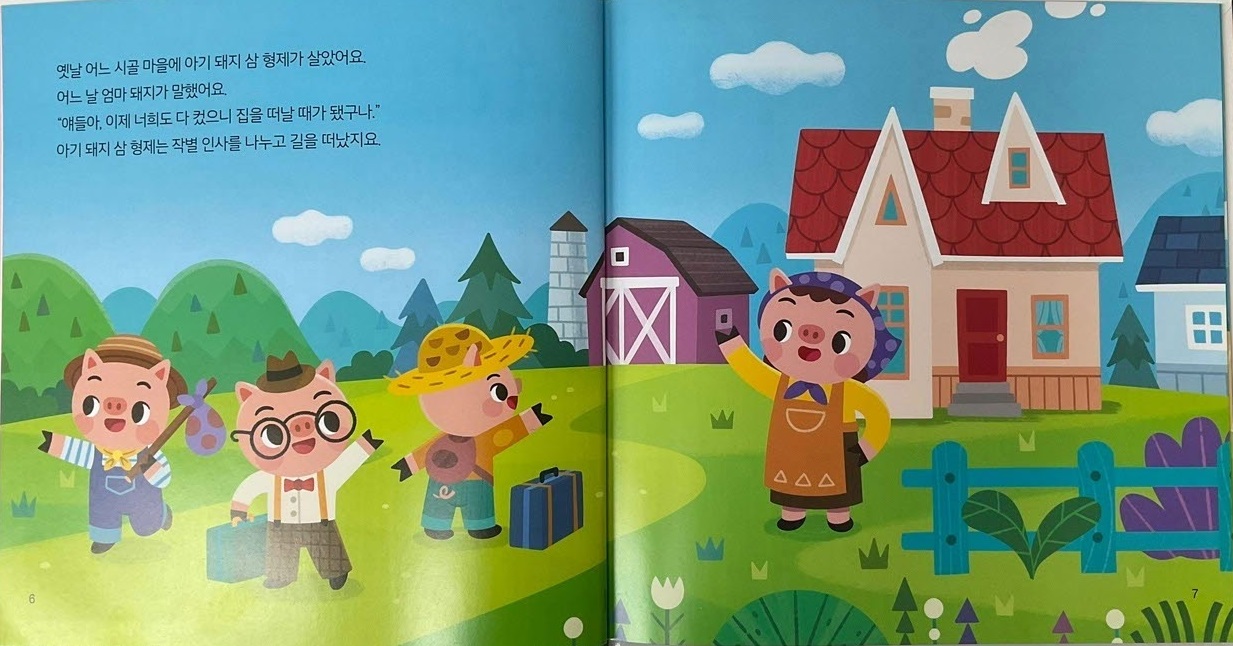 옛날 어느 시골 마을에 아기 돼지 삼 형제가 살았어요.
어느 날 엄마 돼지가 말했어요.
“얘들아, 이제 너희도 다 컸으니 집을 떠날 때가 됐구나.”
아기 돼지 삼 형제는 작별 인사를 나누고 길을 떠났지요.
6
7